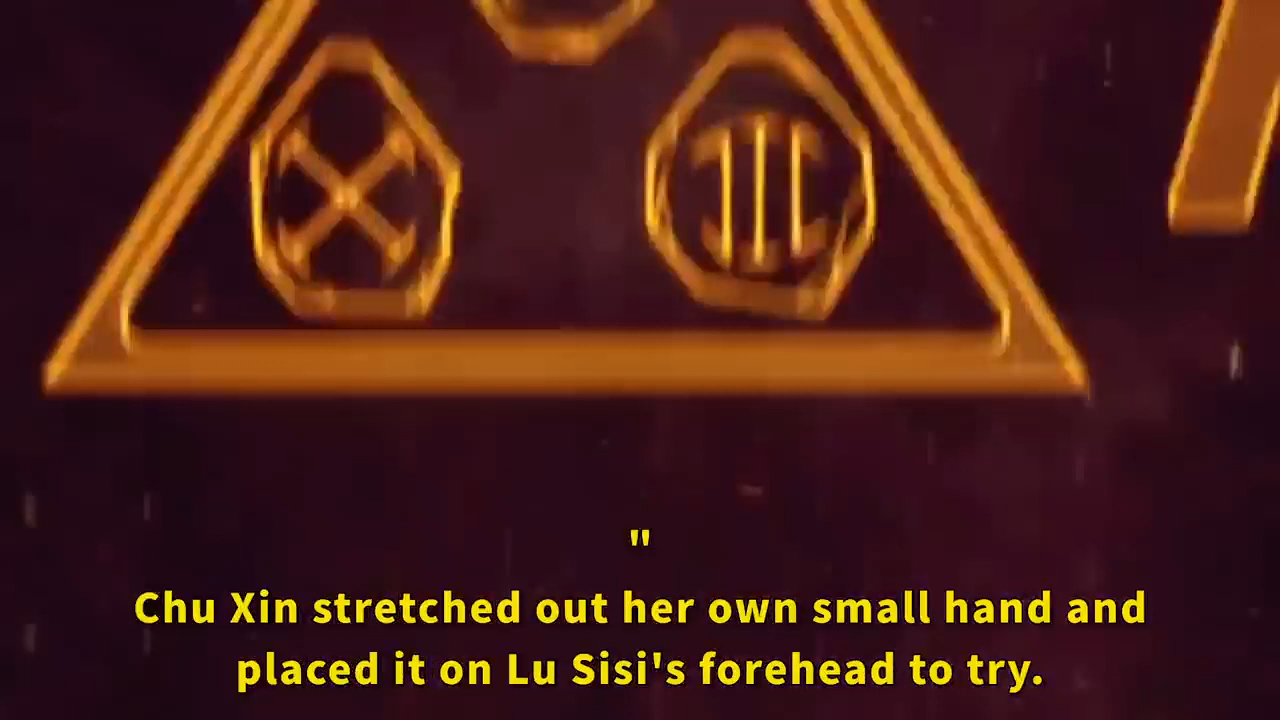 "
Chu Xin stretched out her own small hand and
placed it on Lu Sisi's forehead to try.